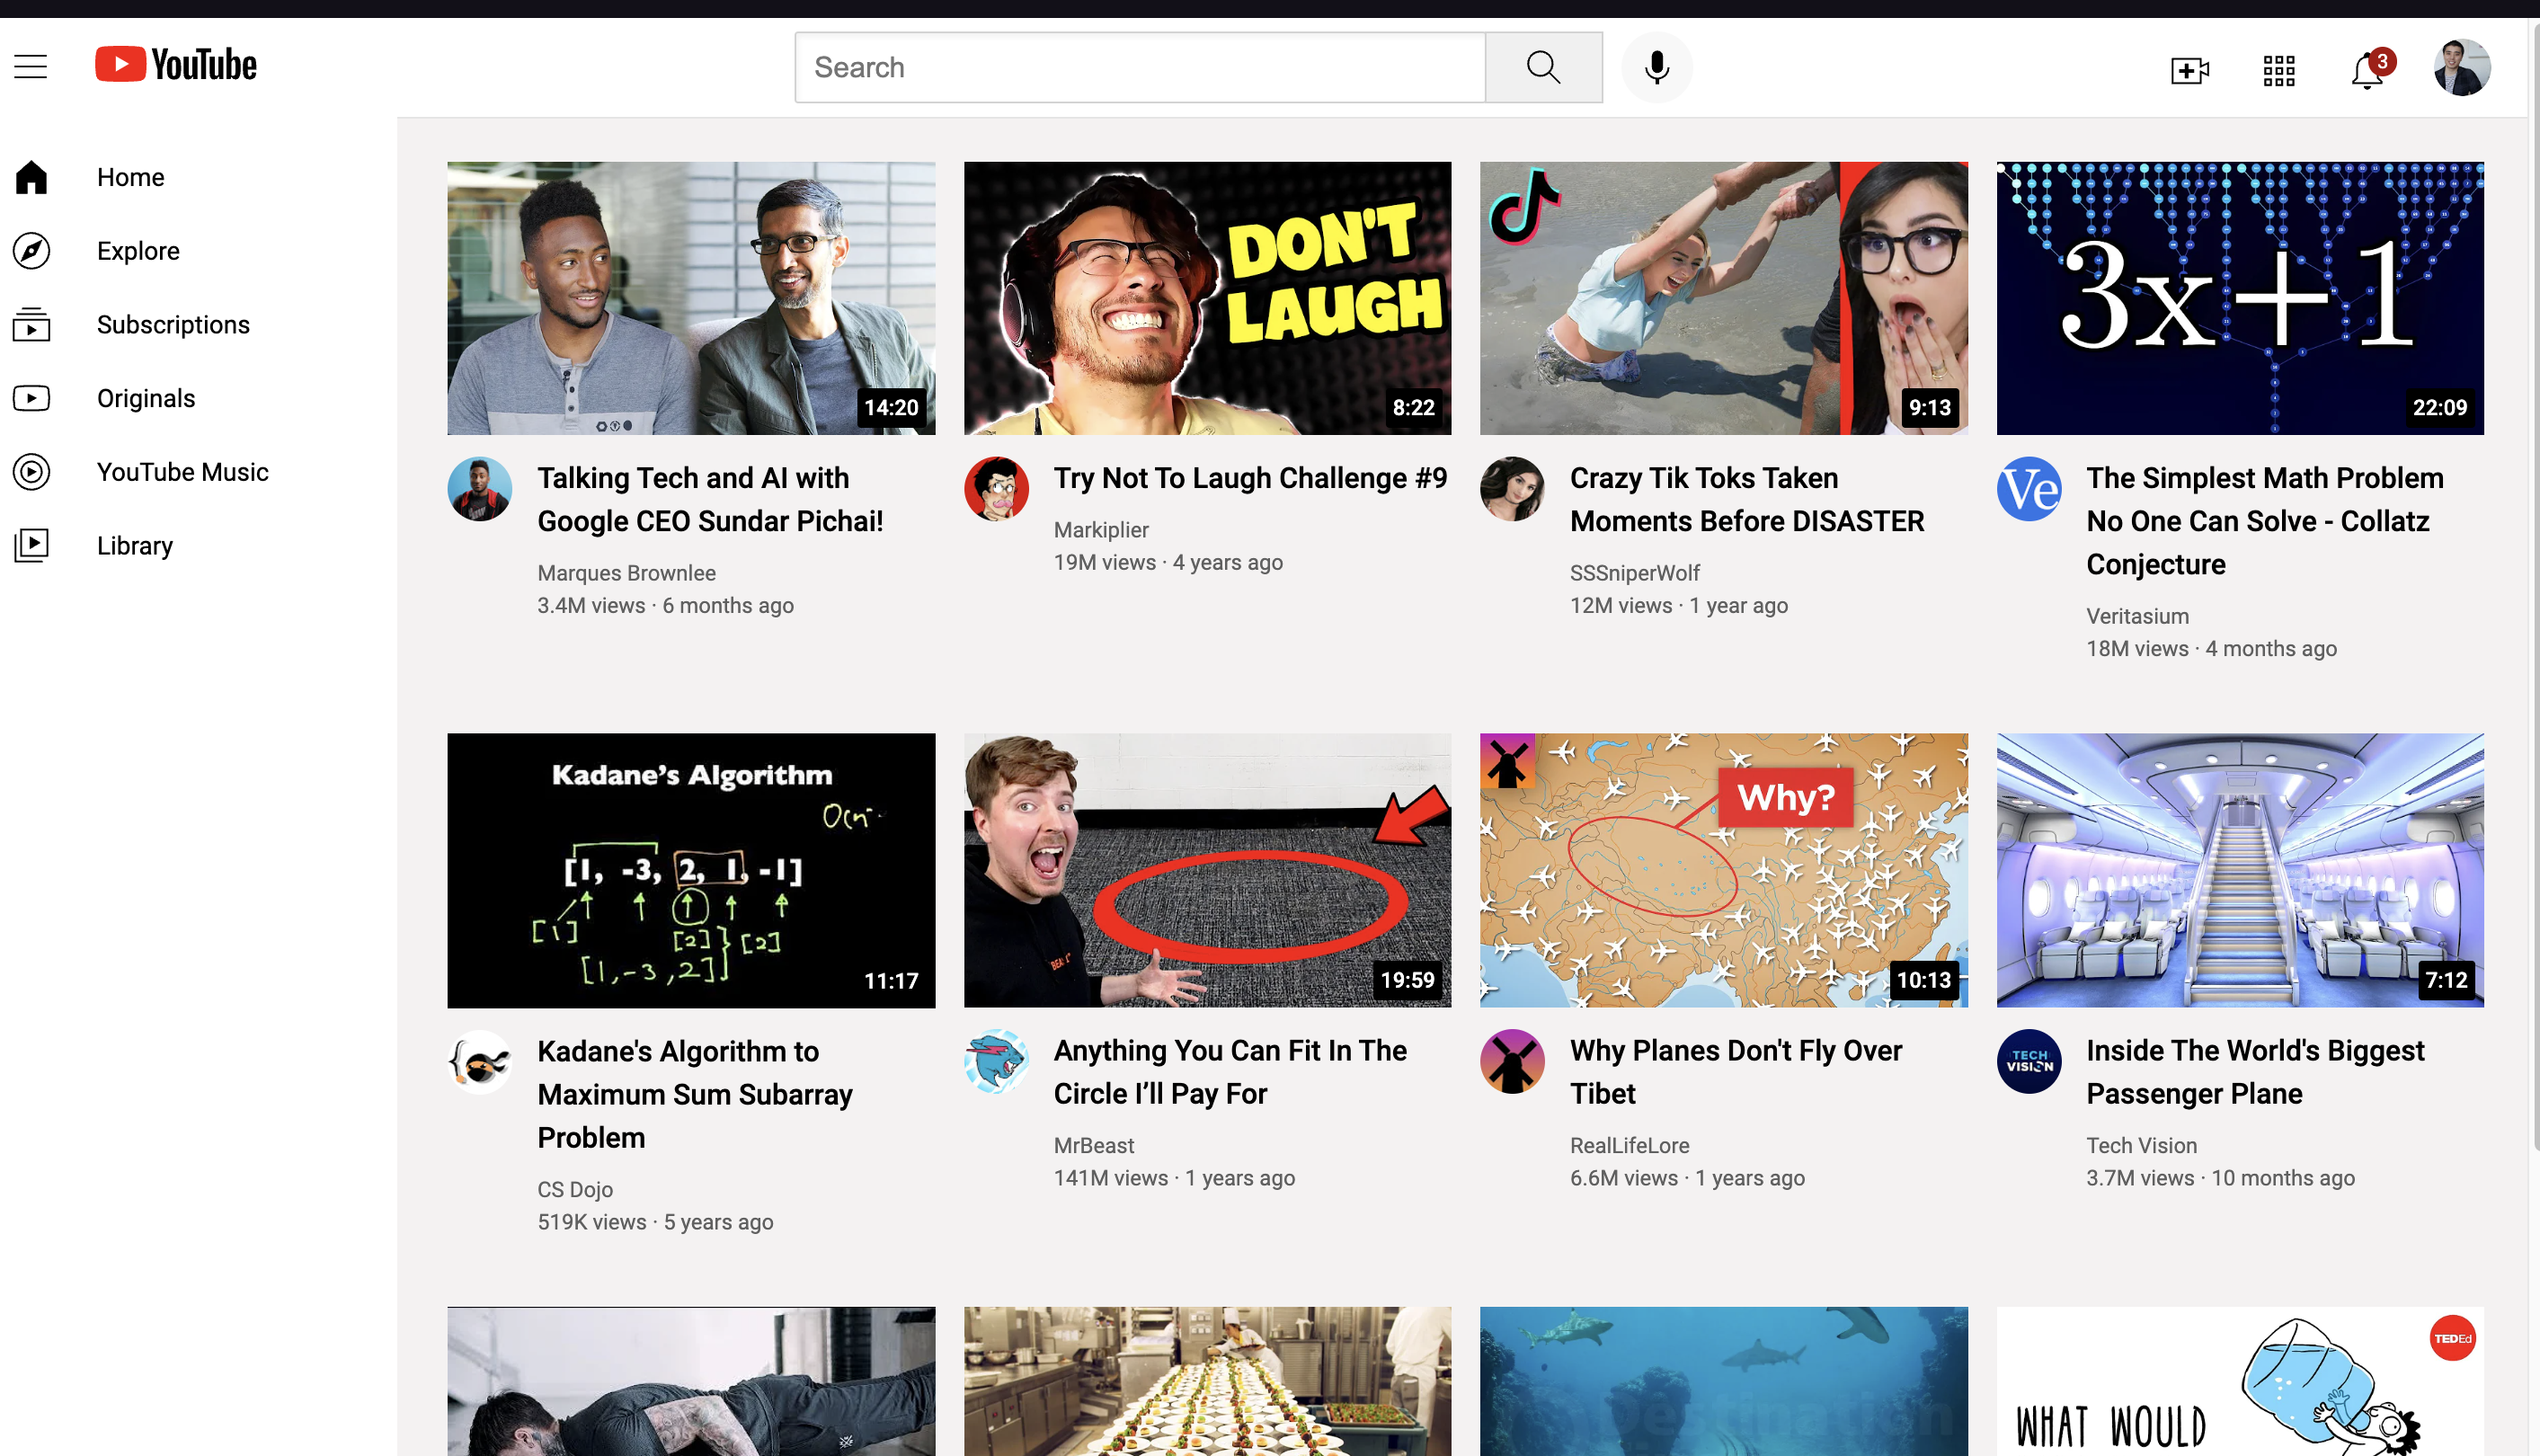 YouTube
Search
3
Home
Explore
Subscriptions
Originals
YouTube Music
Library
14:20
Talking Tech and AI with
Google CEO Sundar Pichai!
Marques Brownlee
3.4M views · 6 months ago
DON'T
LAUGH
8:22
Try Not To Laugh Challenge #9
Markiplier
19M views · 4 years ago
9:13
Crazy Tik Toks Taken
Moments Before DISASTER
SSSniperWolf
12M views · 1 year ago
3x+1
22:09
Ve
The Simplest Math Problem
No One Can Solve - Collatz
Conjecture
Veritasium
18M views · 4 months ago
Kadane's Algorithm
O(n
[1, -3, 2, 1, -1]
[1]
[2] } [2]
[1, -3, 2]
11:17
Kadane's Algorithm to
Maximum Sum Subarray
Problem
CS Dojo
519K views · 5 years ago
19:59
Anything You Can Fit In The
Circle I’ll Pay For
MrBeast
141M views · 1 years ago
Why?
10:13
Why Planes Don't Fly Over
Tibet
RealLifeLore
6.6M views · 1 years ago
7:12
TECH
VISION
Inside The World's Biggest
Passenger Plane
Tech Vision
3.7M views · 10 months ago
TEDEd
WHAT WOULD